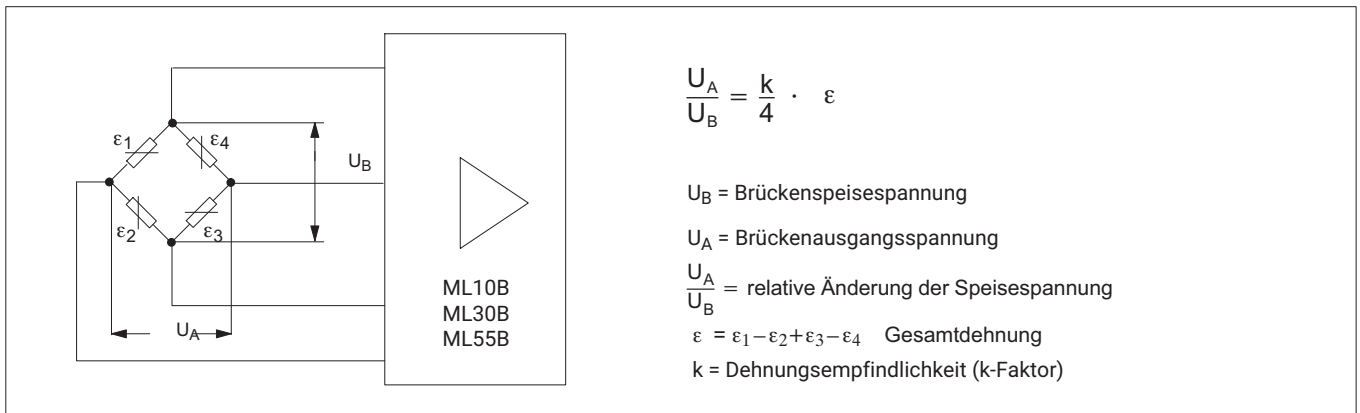 ε1
ε4
UB
ε2
ε3
UA
ML10B
ML30B
ML55B
UA/UB = k/4 · ε
UB = Brückenspeisespannung
UA = Brückenausgangsspannung
UA/UB = relative Änderung der Speisespannung
ε = ε1−ε2+ε3−ε4 Gesamtdehnung
k = Dehnungsempfindlichkeit (k-Faktor)